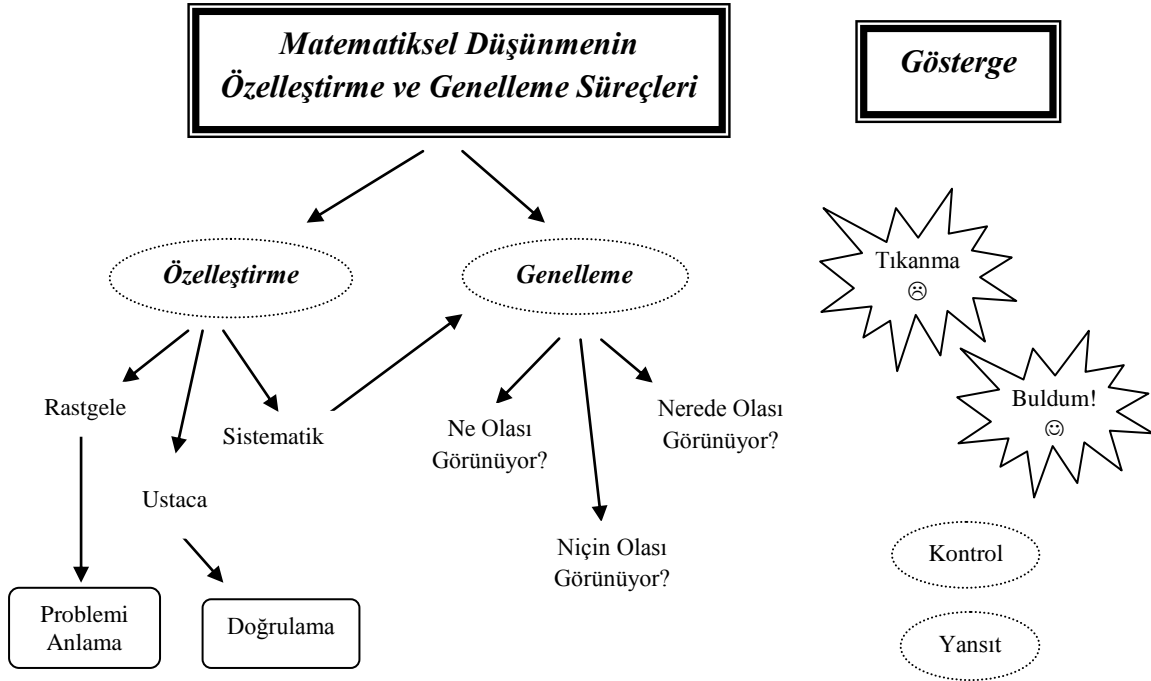 Matematiksel Düşünmenin
Özelleştirme ve Genelleme Süreçleri
Gösterge
Özelleştirme
Genelleme
Tıkanma
☹
Buldum!
☺
Rastgele
Sistematik
Ustaca
Ne Olası
Görünüyor?
Nerede Olası
Görünüyor?
Niçin Olası
Görünüyor?
Problemi
Anlama
Doğrulama
Kontrol
Yansıt